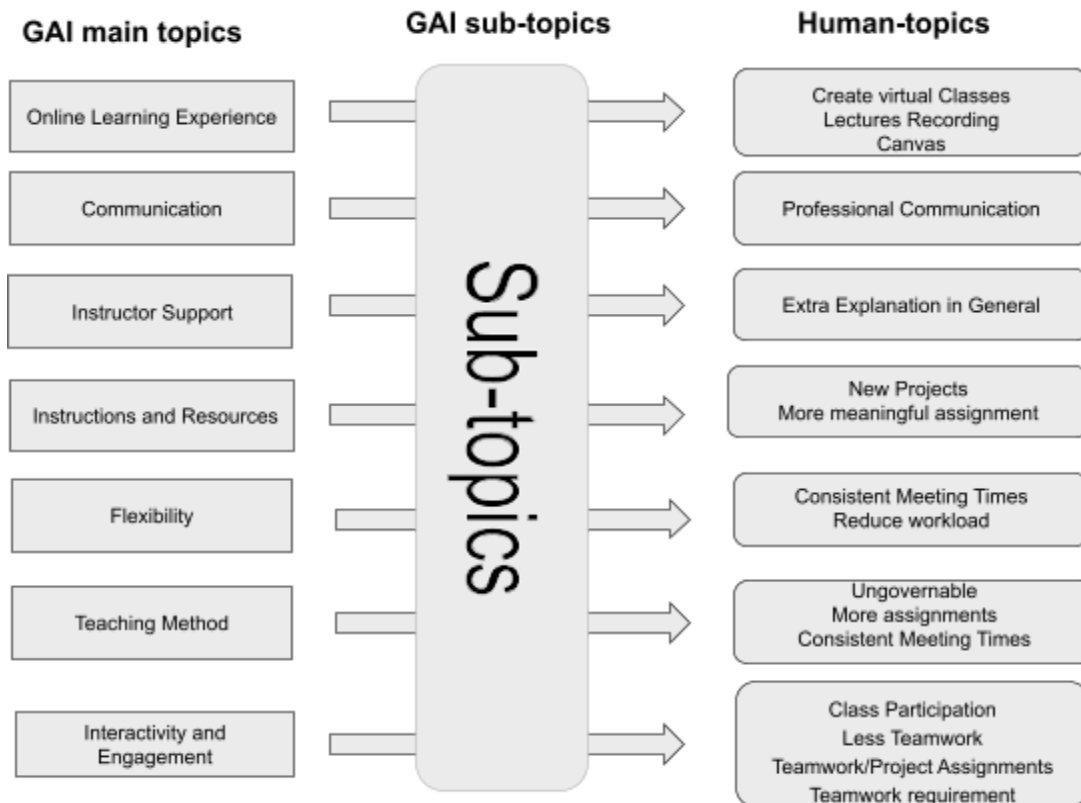 GAI main topics
GAI sub-topics
Human-topics
Online Learning Experience
Create virtual Classes
Lectures Recording
Canvas
Communication
Professional Communication
Instructor Support
Extra Explanation in General
Instructions and Resources
New Projects
More meaningful assignment
Flexibility
Consistent Meeting Times
Reduce workload
Teaching Method
Ungovernable
More assignments
Consistent Meeting Times
Interactivity and
Engagement
Class Participation
Less Teamwork
Teamwork/Project Assignments
Teamwork requirement
Sub-topics